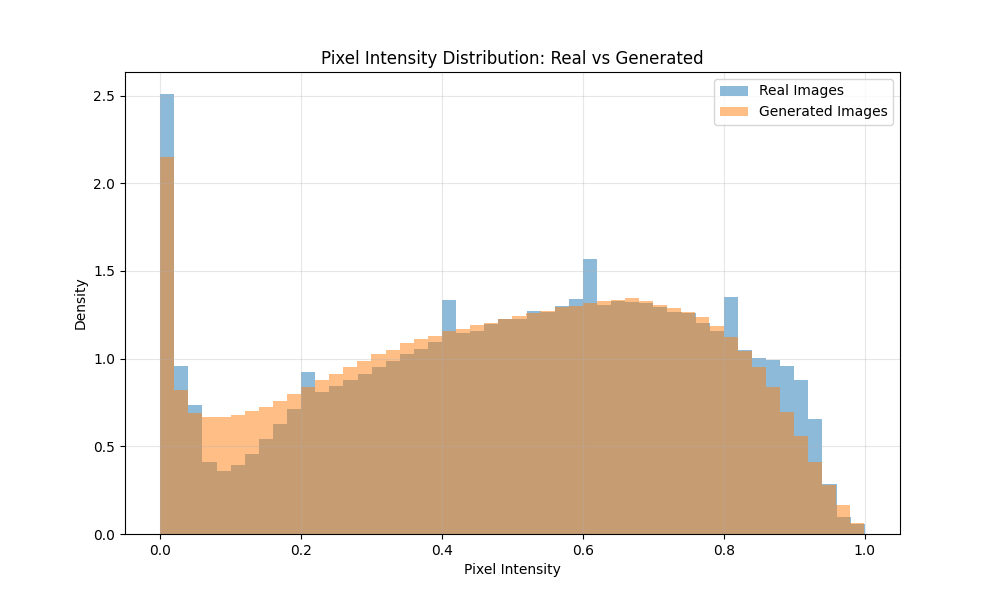 Pixel Intensity Distribution: Real vs Generated
Real Images
Generated Images
2.5
2.0
1.5
1.0
0.5
0.0
Density
0.0 0.2 0.4 0.6 0.8 1.0
Pixel Intensity